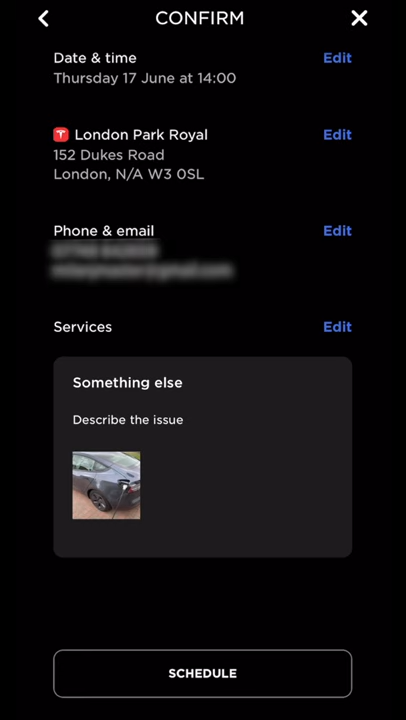 CONFIRM
Date & time
Edit
Thursday 17 June at 14:00
London Park Royal
Edit
152 Dukes Road
London, N/A W3 0SL
Phone & email
Edit
Services
Edit
Something else
Describe the issue
SCHEDULE